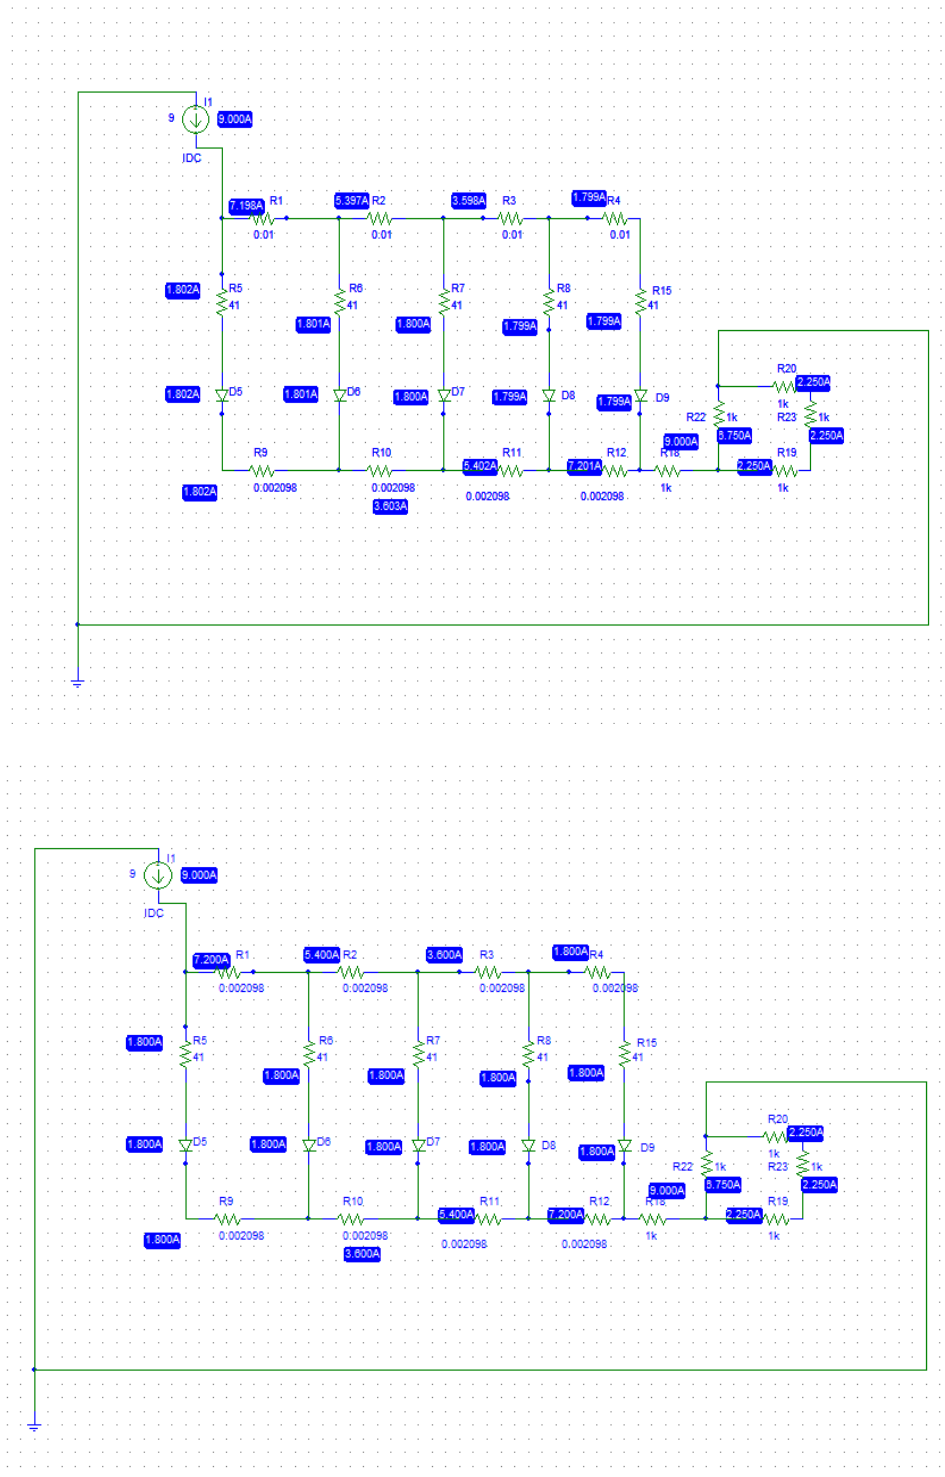 I1
9 9.000A
IDC
7.198A R1 5.397A R2 3.598A R3 1.799A R4
0.01 0.01 0.01 0.01
1.802A R5 R6 R7 R8 R15
41 41 41 41 41
1.801A 1.800A 1.799A 1.799A
R20
2.250A
1.802A D5 1.801A D6 1.800A D7 1.799A D8 1.799A D9
1k
R22 1k R23 1k
6.750A 2.250A
9.000A
R9 R10 R11 R12 R18 R19
5.402A 7.201A 2.250A
0.002098 0.002098 0.002098 0.002098 1k 1k
1.802A
3.603A
I1
9 9.000A
IDC
7.200A R1 5.400A R2 3.600A R3 1.800A R4
0.002098 0.002098 0.002098 0.002098
1.800A R5 R6 R7 R8 R15
41 41 41 41 41
1.800A 1.800A 1.800A 1.800A
R20
2.250A
1.800A D5 1.800A D6 1.800A D7 1.800A D8 1.800A D9
1k
R22 1k R23 1k
6.750A 2.250A
9.000A
R9 R10 R11 R12 R18 R19
5.400A 7.200A 2.250A
0.002098 0.002098 0.002098 0.002098 1k 1k
1.800A
3.600A